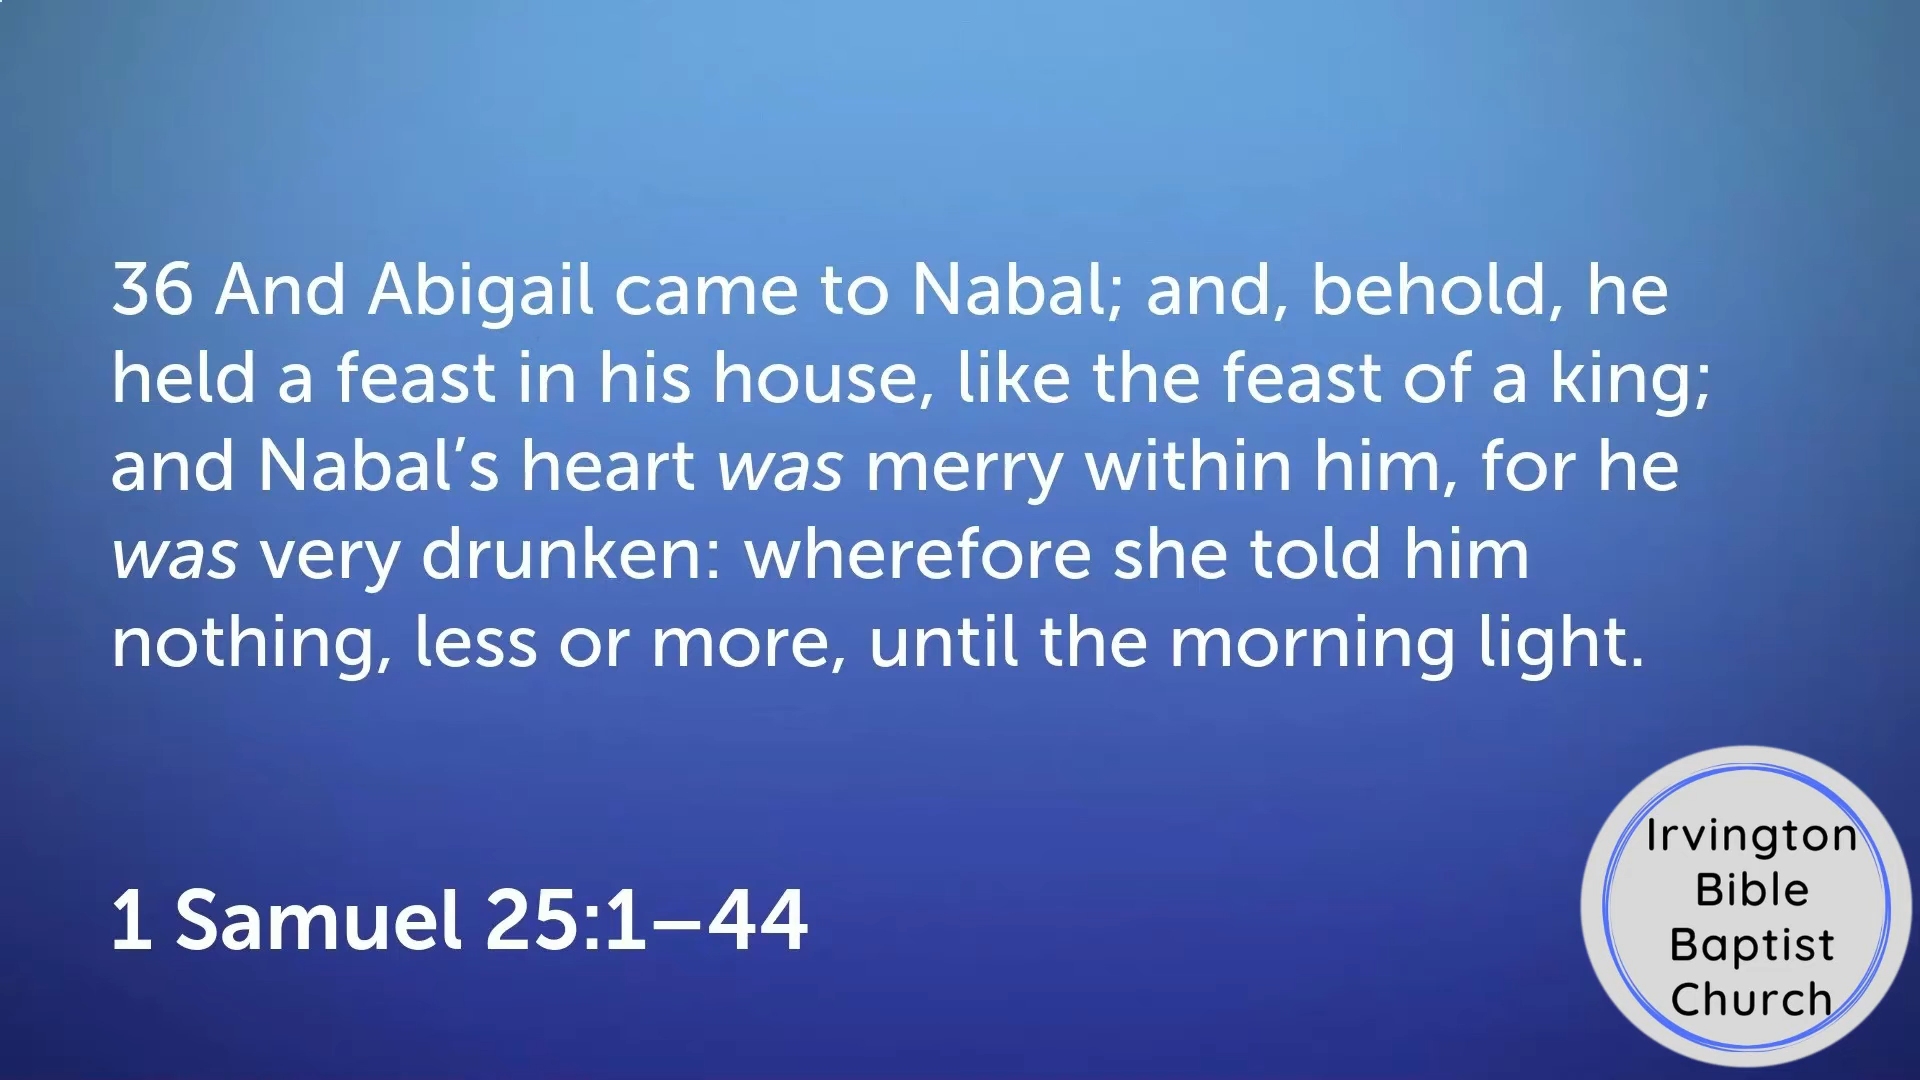 36 And Abigail came to Nabal; and, behold, he
held a feast in his house, like the feast of a king;
and Nabal’s heart was merry within him, for he
was very drunken: wherefore she told him
nothing, less or more, until the morning light.
1 Samuel 25:1–44
Irvington
Bible
Baptist
Church